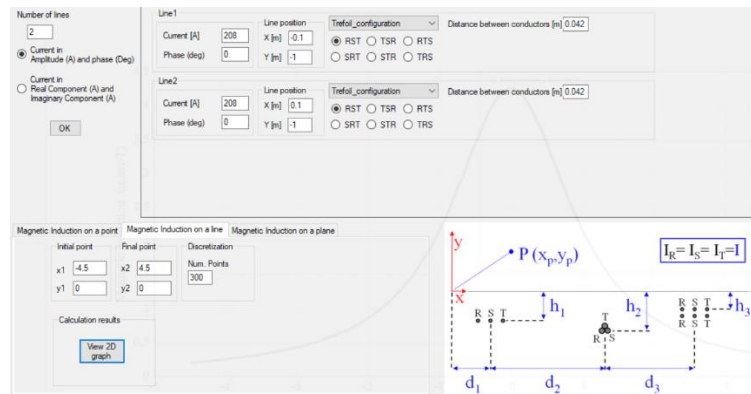 Number of lines
2
Current in
Amplitude (A) and phase (Deg)
Current in
Real Component (A) and
Imaginary Component (A)
OK
Line1
Current [A] 208
Phase (deg) 0
Line position
X [m] -0.1
Y [m] -1
Trefoil_configuration
RST TSR RTS
SRT STR TRS
Distance between conductors [m] 0.042
Line2
Current [A] 208
Phase (deg) 0
Line position
X [m] 0.1
Y [m] -1
Trefoil_configuration
RST TSR RTS
SRT STR TRS
Distance between conductors [m] 0.042
Magnetic Induction on a point Magnetic Induction on a line Magnetic Induction on a plane
Initial point
x1 -4.5
y1 0
Final point
x2 4.5
y2 0
Discretization
Num. Points
300
Calculation results
View 2D
graph
y
P (xp,yp)
IR= IS= IT=I
x
R S T
h1
T
R S
h2
R S T
R S T
h3
d1
d2
d3